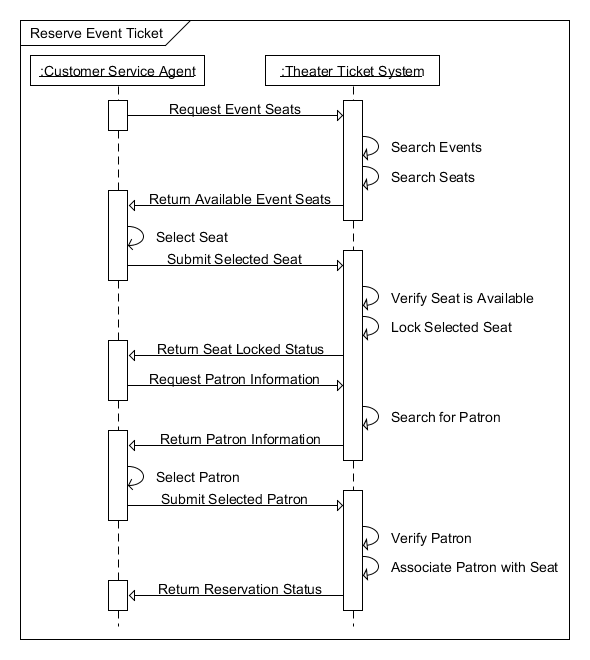 Reserve Event Ticket
:Customer Service Agent
:Theater Ticket System
Request Event Seats
Search Events
Search Seats
Return Available Event Seats
Select Seat
Submit Selected Seat
Verify Seat is Available
Lock Selected Seat
Return Seat Locked Status
Request Patron Information
Search for Patron
Return Patron Information
Select Patron
Submit Selected Patron
Verify Patron
Associate Patron with Seat
Return Reservation Status